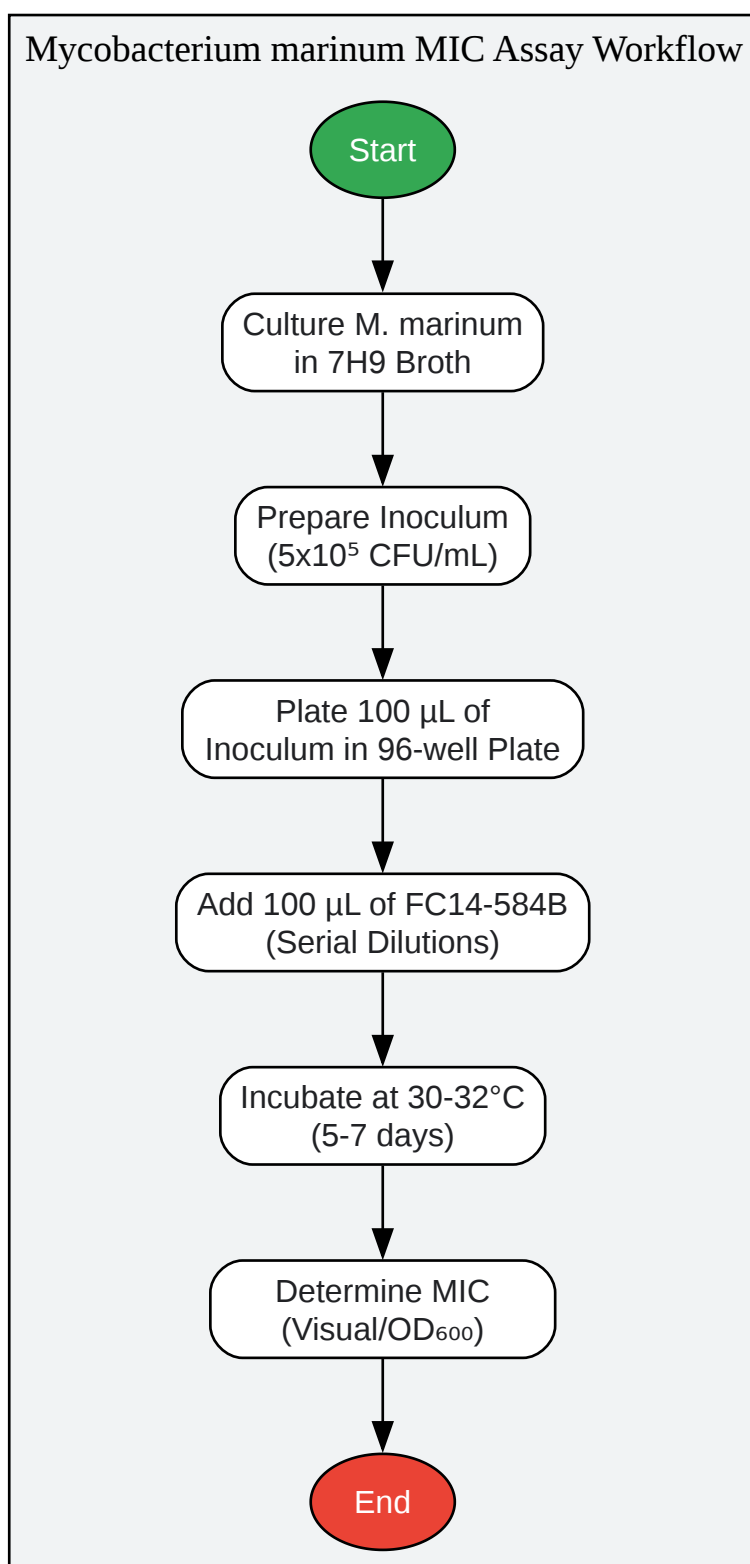 Mycobacterium marinum MIC Assay Workflow
Start
Culture M. marinum
in 7H9 Broth
Prepare Inoculum
(5x10⁵ CFU/mL)
Plate 100 µL of
Inoculum in 96-well Plate
Add 100 µL of FC14-584B
(Serial Dilutions)
Incubate at 30-32°C
(5-7 days)
Determine MIC
(Visual/OD₆₀₀)
End